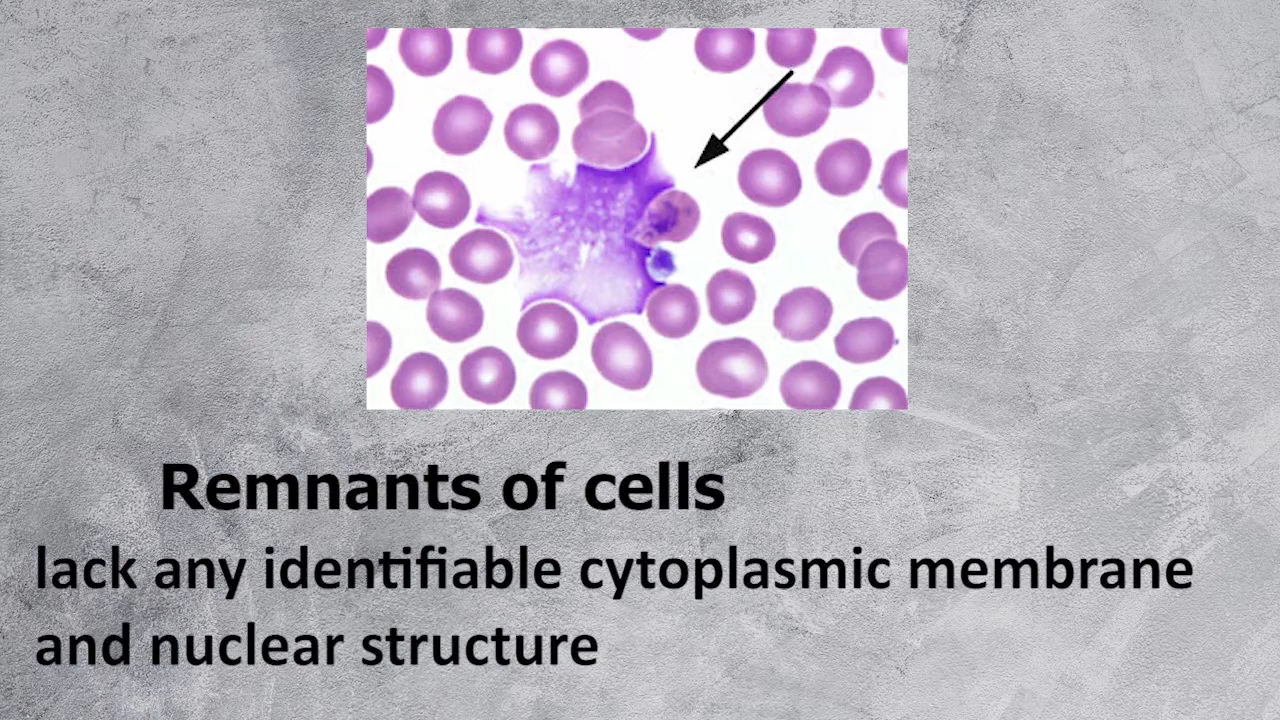 Remnants of cells
lack any identifiable cytoplasmic membrane
and nuclear structure